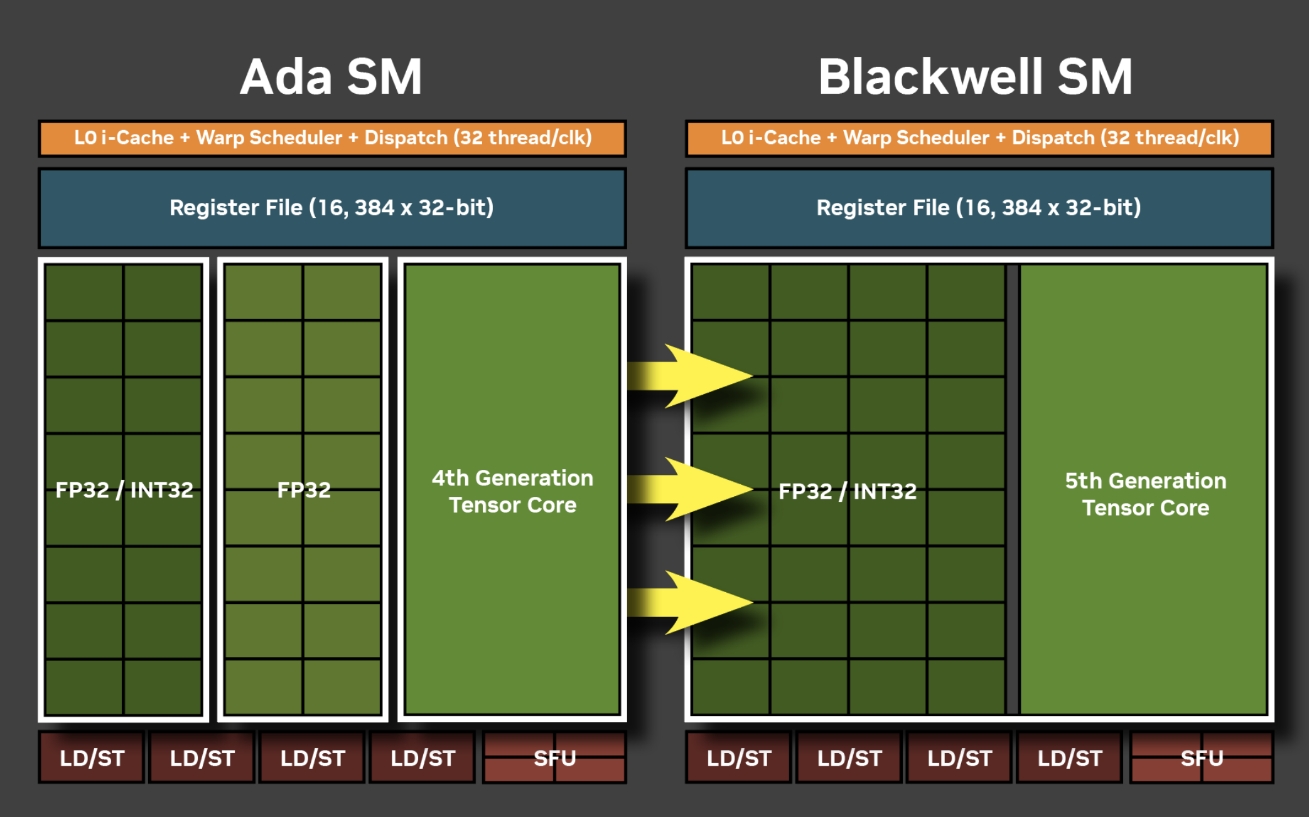 Ada SM
L0 i-Cache + Warp Scheduler + Dispatch (32 thread/clk)
Register File (16, 384 x 32-bit)
FP32 / INT32
FP32
4th Generation
Tensor Core
LD/ST
LD/ST
LD/ST
LD/ST
SFU
Blackwell SM
L0 i-Cache + Warp Scheduler + Dispatch (32 thread/clk)
Register File (16, 384 x 32-bit)
FP32 / INT32
5th Generation
Tensor Core
LD/ST
LD/ST
LD/ST
LD/ST
SFU